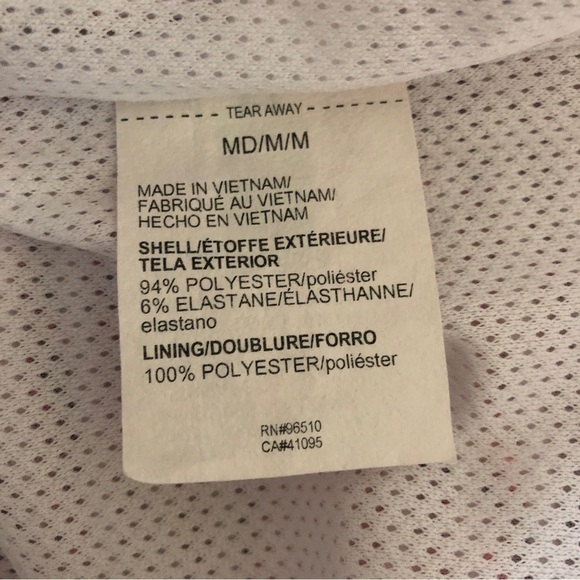 - - - - - - - - TEAR AWAY - - - - - - - -
MD/M/M
MADE IN VIETNAM/
FABRIQUÉ AU VIETNAM/
HECHO EN VIETNAM
SHELL/ÉTOFFE EXTÉRIEURE/
TELA EXTERIOR
94% POLYESTER/poliéster
6% ELASTANE/ÉLASTHANNE/
elastano
LINING/DOUBLURE/FORRO
100% POLYESTER/poliéster
RN#96510
CA#41095